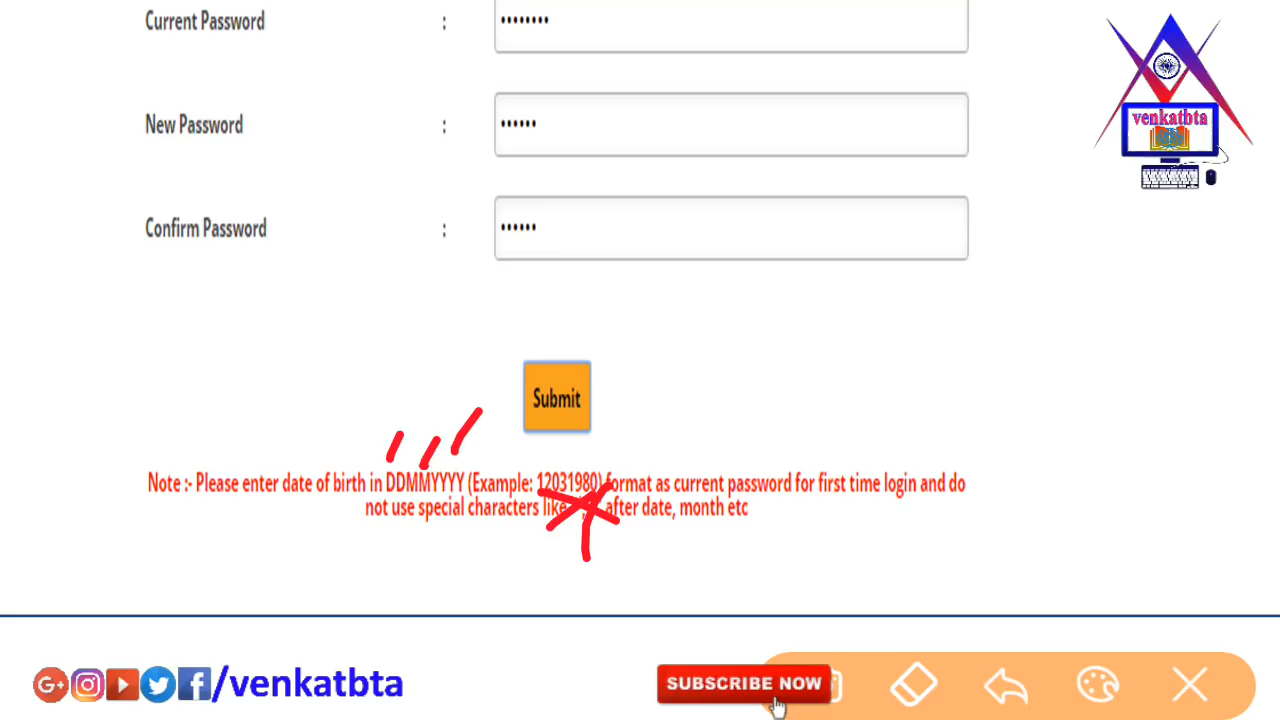 Current Password :
••••••••
New Password :
••••••
Confirm Password :
••••••
venkatbta
Submit
Note :- Please enter date of birth in DDMMYYYY (Example: 12031980) format as current password for first time login and do
not use special characters like after date, month etc
/venkatbta
SUBSCRIBE NOW